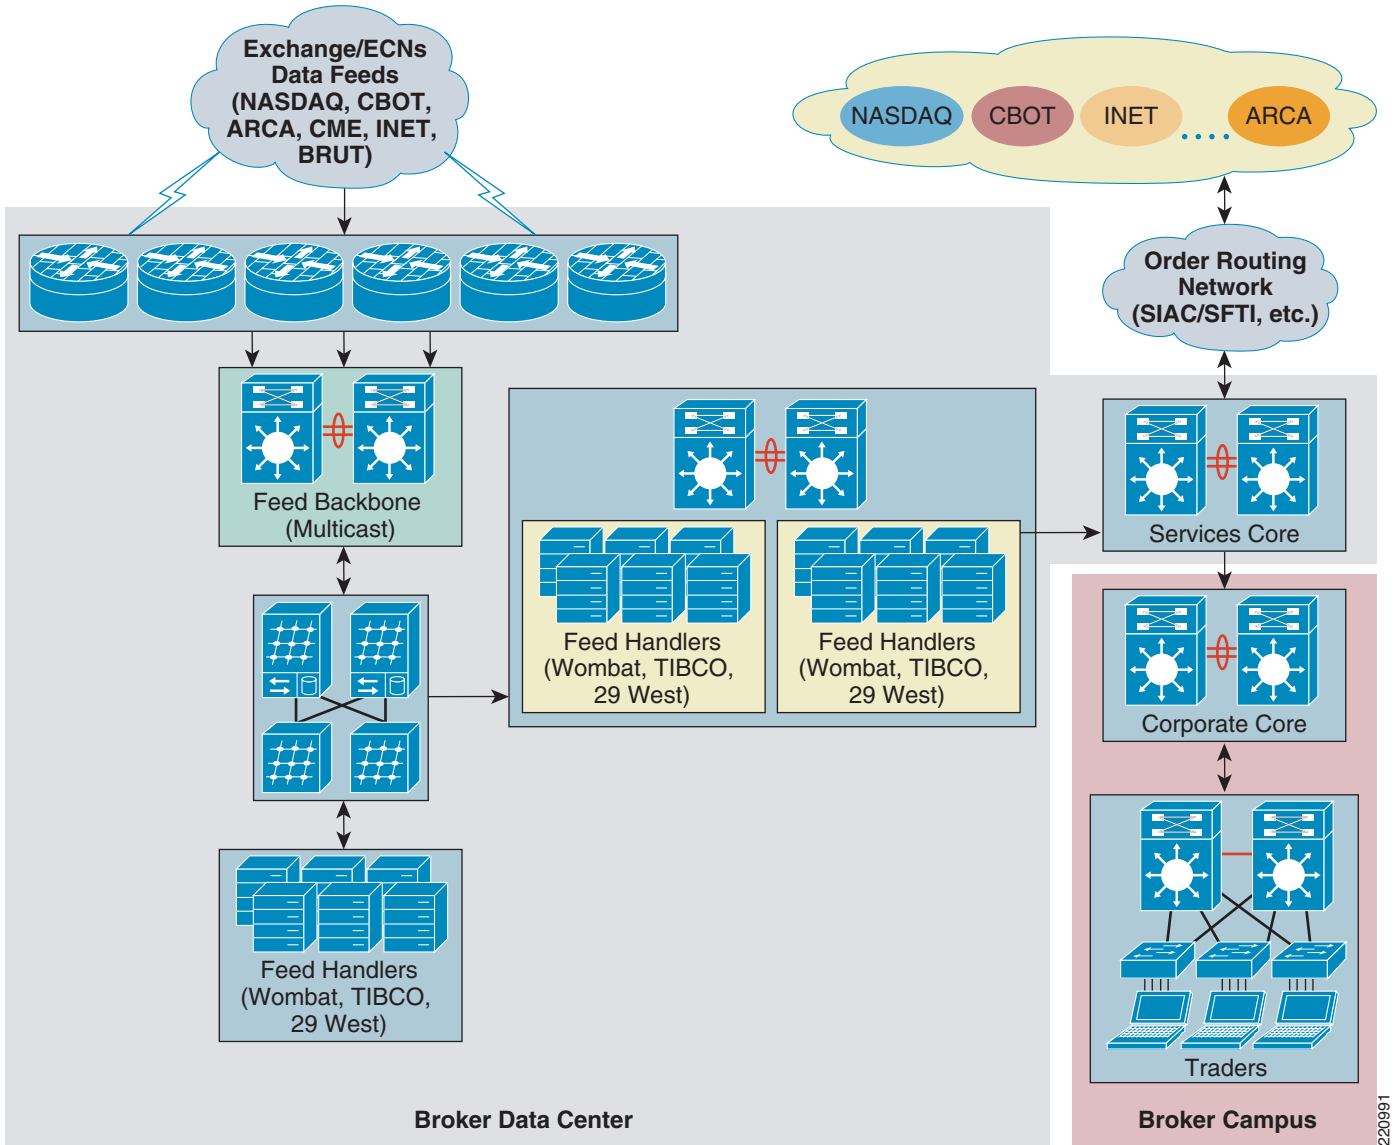 Exchange/ECNs
Data Feeds
(NASDAQ, CBOT,
ARCA, CME, INET,
BRUT)
NASDAQ
CBOT
INET
ARCA
Order Routing
Network
(SIAC/SFTI, etc.)
Feed Backbone
(Multicast)
Feed Handlers
(Wombat, TIBCO,
29 West)
Feed Handlers
(Wombat, TIBCO,
29 West)
Services Core
Corporate Core
Feed Handlers
(Wombat, TIBCO,
29 West)
Traders
Broker Data Center
Broker Campus
220991